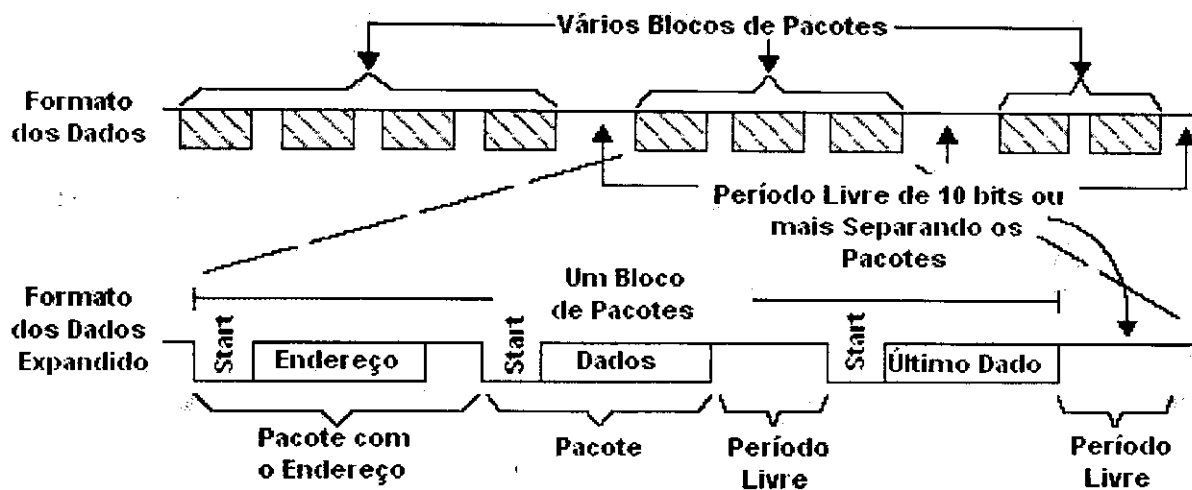 Vários Blocos de Pacotes
Formato
dos Dados
Período Livre de 10 bits ou
mais Separando os
Pacotes
Um Bloco
de Pacotes
Formato
dos Dados
Expandido
Start
Endereço
Start
Dados
Start
Último Dado
Pacote com
o Endereço
Pacote
Período
Livre
Período
Livre